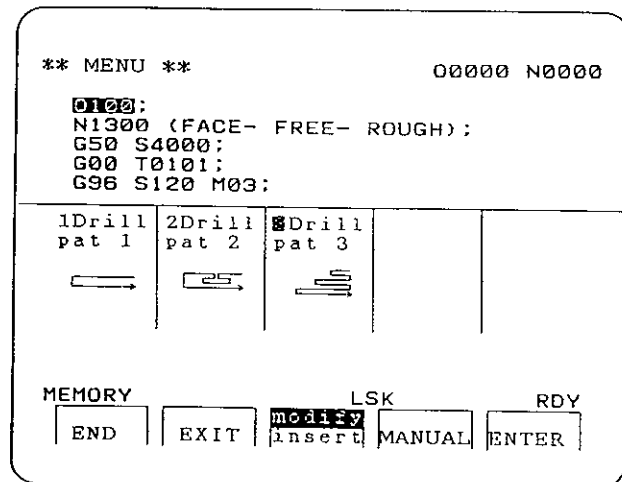 ** MENU ** O0000 N0000
O100;
N1300 (FACE- FREE- ROUGH);
G50 S4000;
G00 T0101;
G96 S120 M03;
1Drill 2Drill 3Drill
pat 1 pat 2 pat 3
MEMORY LSK RDY
modify
END EXIT insert MANUAL ENTER